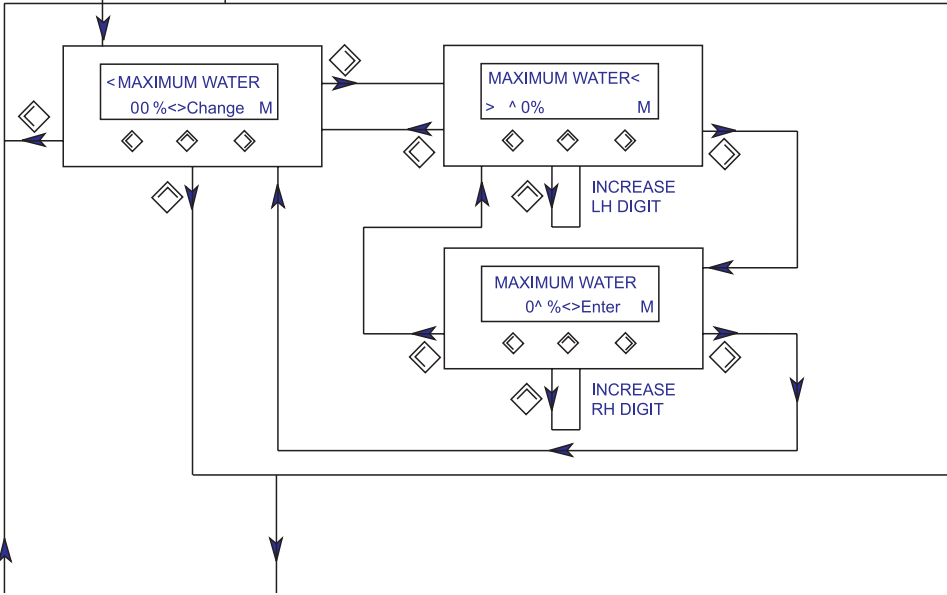 <MAXIMUM WATER
00 %<>Change M
MAXIMUM WATER<
> ^ 0% M
INCREASE
LH DIGIT
MAXIMUM WATER
0^ %<>Enter M
INCREASE
RH DIGIT